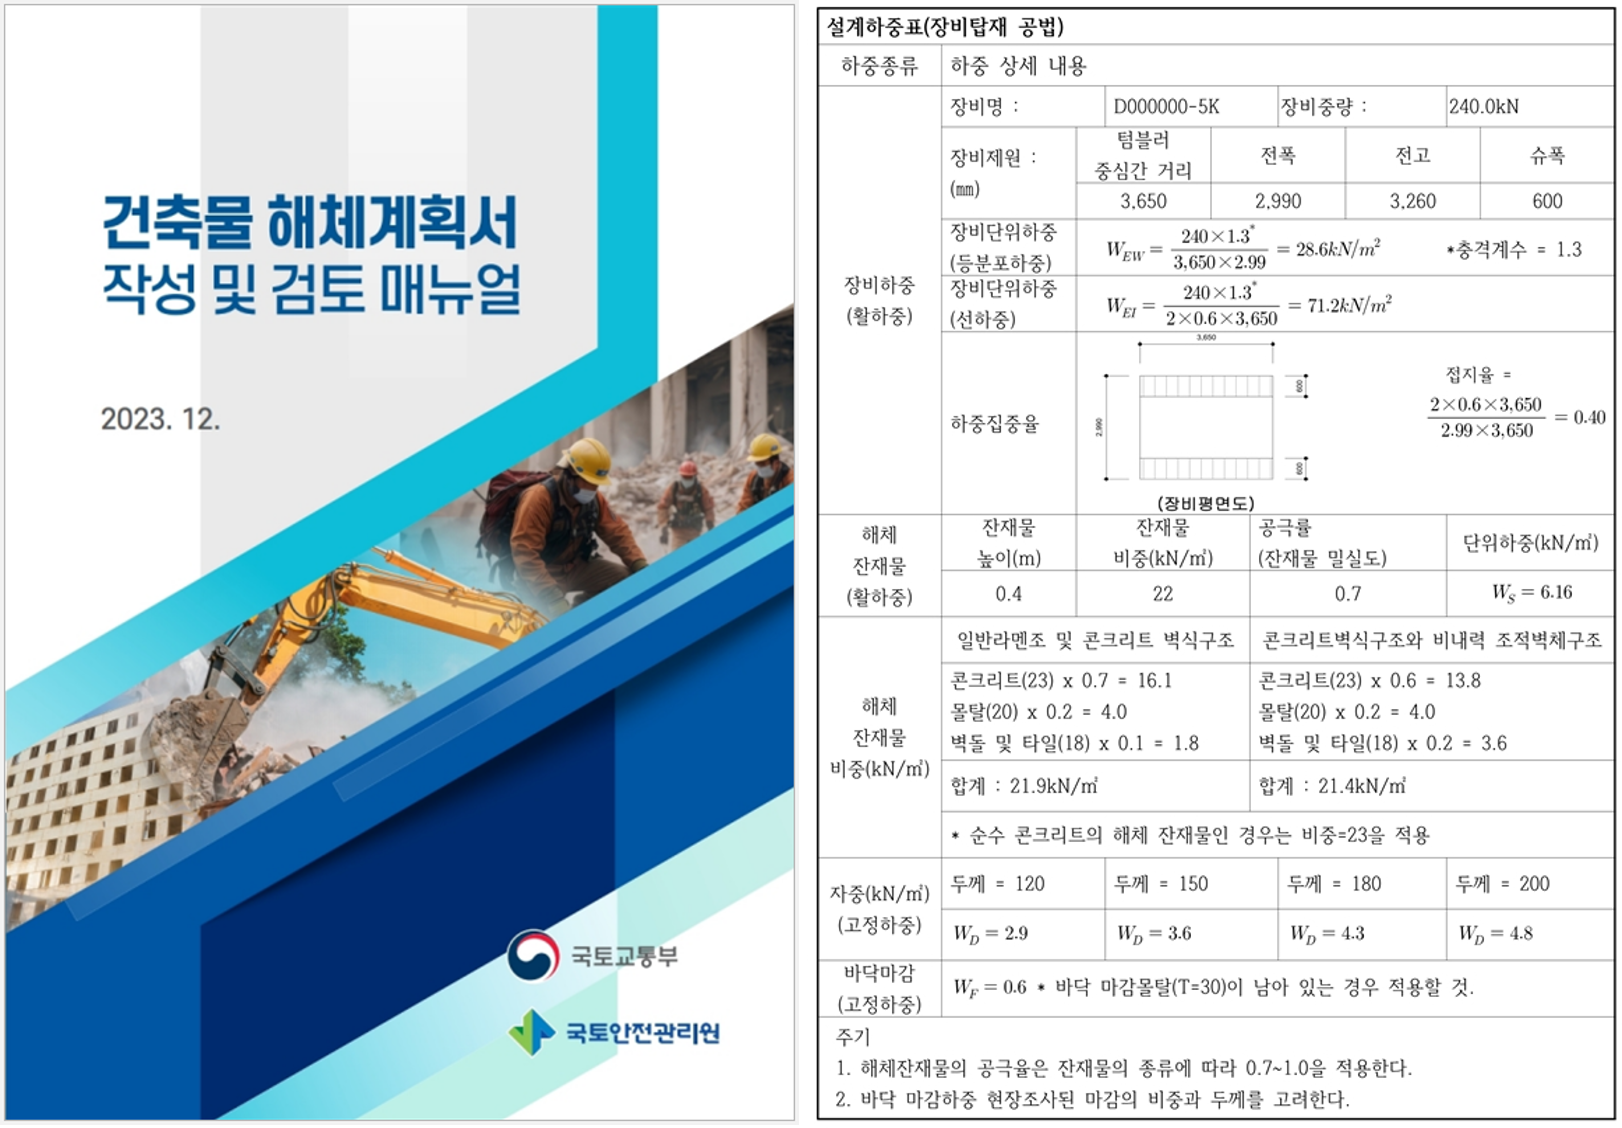 건축물 해체계획서
작성 및 검토 매뉴얼
2023. 12.
국토교통부
국토안전관리원
설계하중표(장비탑재 공법)
하중종류 하중 상세 내용
장비하중
(활하중)
장비명 : D000000-5K 장비중량 : 240.0kN
장비제원 :
(㎜)
텀블러
중심간 거리 전폭 전고 슈폭
3,650 2,990 3,260 600
장비단위하중
(등분포하중)
W_EW = 240×1.3* / 3,650×2.99 = 28.6kN/m² *충격계수 = 1.3
장비단위하중
(선하중)
W_EI = 240×1.3* / 2×0.6×3,650 = 71.2kN/m²
하중집중율
3,650
2,990
600
600
(장비평면도)
접지율 =
2×0.6×3,650 / 2.99×3,650 = 0.40
해체
잔재물
(활하중)
잔재물
높이(m)
잔재물
비중(kN/㎥)
공극률
(잔재물 밀실도)
단위하중(kN/㎡)
0.4 22 0.7 W_S = 6.16
해체
잔재물
비중(kN/㎥)
일반라멘조 및 콘크리트 벽식구조 콘크리트벽식구조와 비내력 조적벽체구조
콘크리트(23) x 0.7 = 16.1
몰탈(20) x 0.2 = 4.0
벽돌 및 타일(18) x 0.1 = 1.8
콘크리트(23) x 0.6 = 13.8
몰탈(20) x 0.2 = 4.0
벽돌 및 타일(18) x 0.2 = 3.6
합계 : 21.9kN/㎥ 합계 : 21.4kN/㎥
* 순수 콘크리트의 해체 잔재물인 경우는 비중=23을 적용
자중(kN/㎡)
(고정하중)
두께 = 120 두께 = 150 두께 = 180 두께 = 200
W_D = 2.9 W_D = 3.6 W_D = 4.3 W_D = 4.8
바닥마감
(고정하중)
W_F = 0.6 * 바닥 마감몰탈(T=30)이 남아 있는 경우 적용할 것.
주기
1. 해체잔재물의 공극율은 잔재물의 종류에 따라 0.7~1.0을 적용한다.
2. 바닥 마감하중 현장조사된 마감의 비중과 두께를 고려한다.